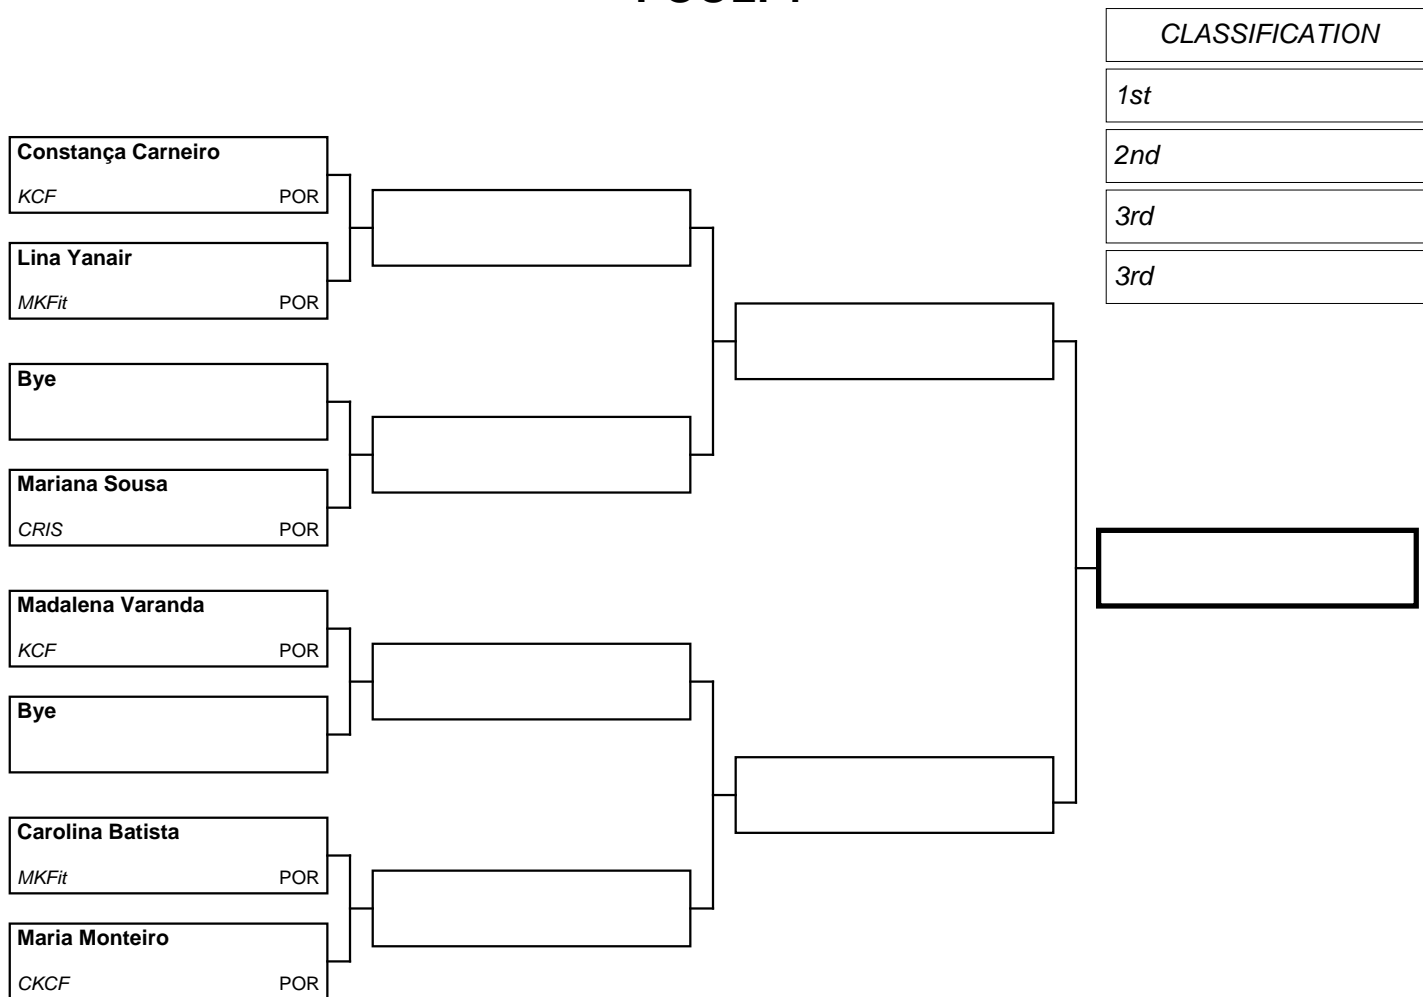 CLASSIFICATION
1st
2nd
3rd
3rd
Constança Carneiro
KCF POR
Lina Yanair
MKFit POR
Bye
Mariana Sousa
CRIS POR
Madalena Varanda
KCF POR
Bye
Carolina Batista
MKFit POR
Maria Monteiro
CKCF POR